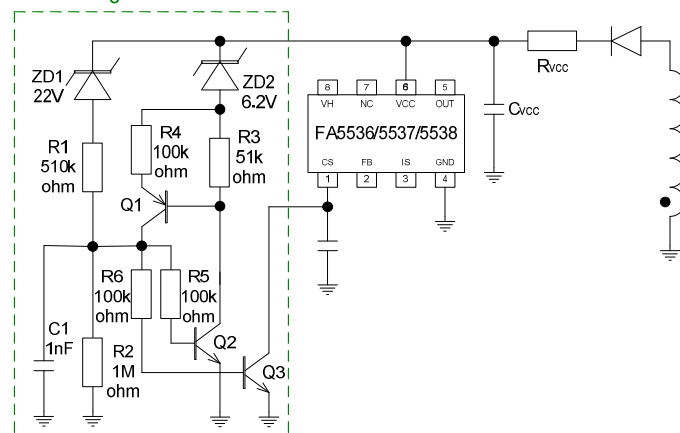 ZD1
22V
ZD2
6.2V
R1
510k
ohm
R4
100k
ohm
R3
51k
ohm
Q1
R6
100k
ohm
R5
100k
ohm
C1
1nF
R2
1M
ohm
Q2
Q3
8
7
6
5
VH
NC
VCC
OUT
FA5536/5537/5538
CS
FB
IS
GND
1
2
3
4
CVCC
RVCC